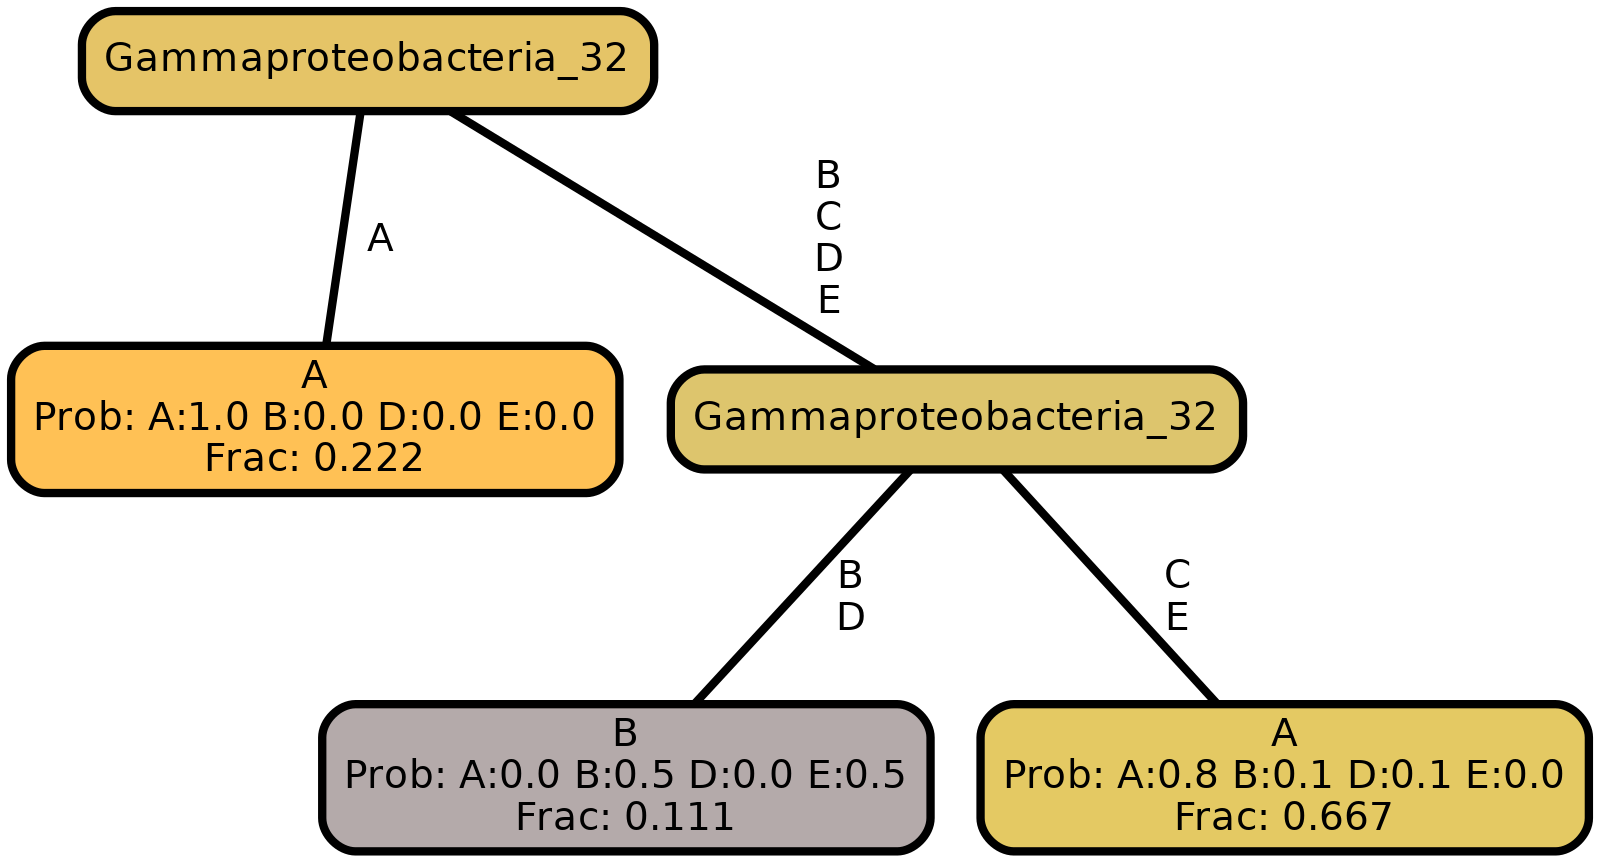 Gammaproteobacteria_32
A
B
C
D
E
A
Prob: A:1.0 B:0.0 D:0.0 E:0.0
Frac: 0.222
Gammaproteobacteria_32
B
D
C
E
B
Prob: A:0.0 B:0.5 D:0.0 E:0.5
Frac: 0.111
A
Prob: A:0.8 B:0.1 D:0.1 E:0.0
Frac: 0.667